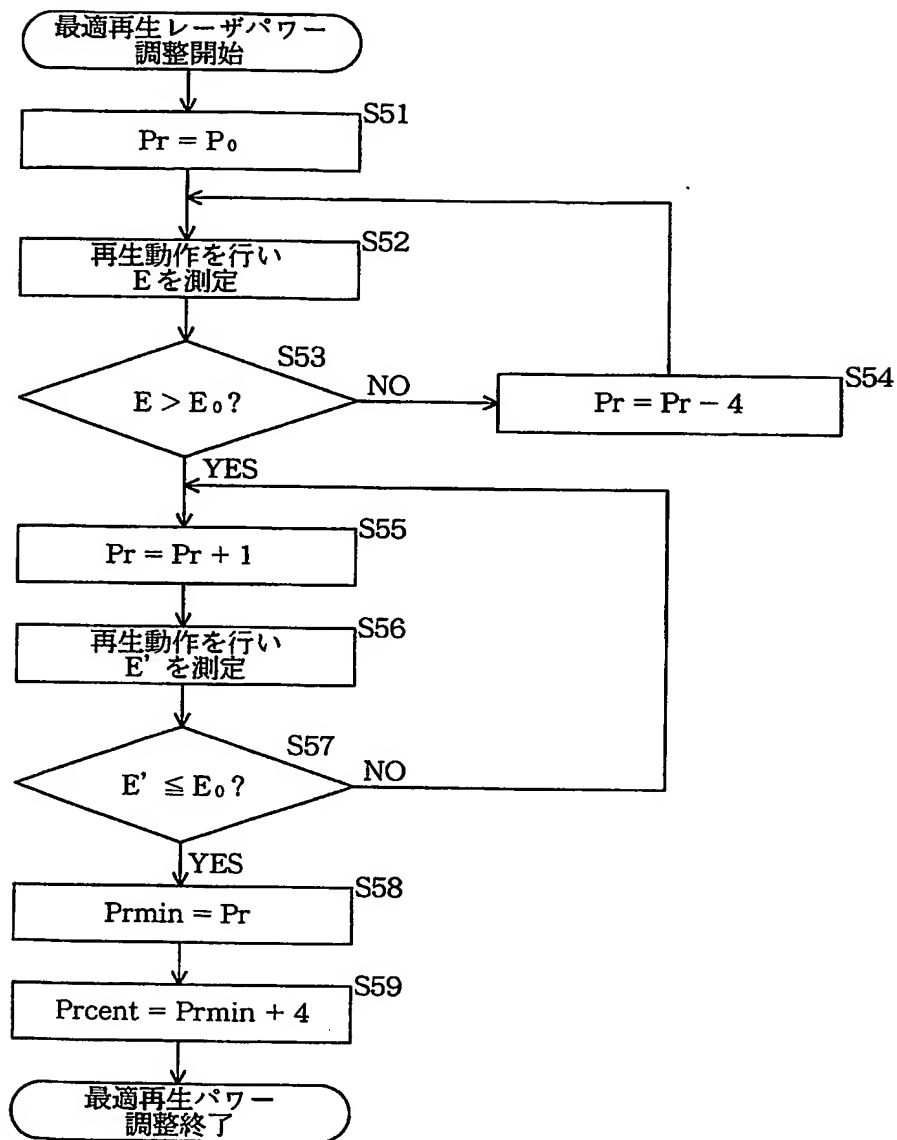 最適再生レーザパワー
調整開始
S51
Pr = P₀
S52
再生動作を行い
Eを測定
S53
E > E₀?
NO
S54
Pr = Pr − 4
YES
S55
Pr = Pr + 1
S56
再生動作を行い
E’を測定
S57
E’ ≦ E₀?
NO
YES
S58
Prmin = Pr
S59
Prcent = Prmin + 4
最適再生パワー
調整終了